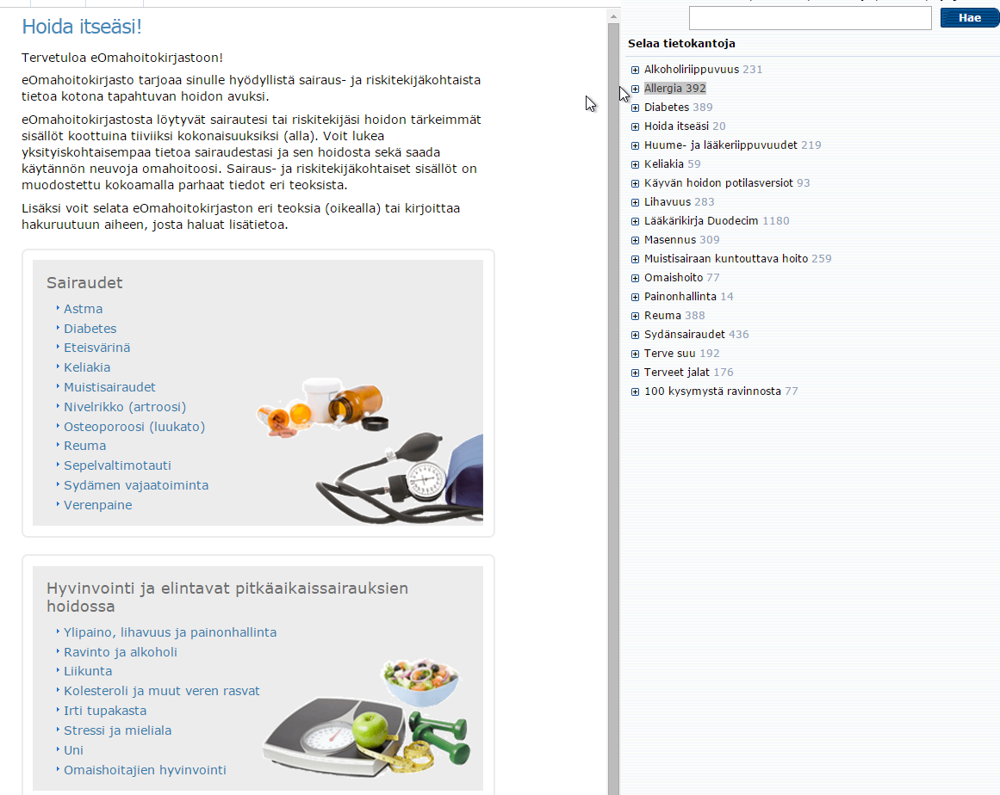 Hoida itseäsi!
Tervetuloa eOmahoitokirjastoon!
eOmahoitokirjasto tarjoaa sinulle hyödyllistä sairaus- ja riskitekijäkohtaista
tietoa kotona tapahtuvan hoidon avuksi.
eOmahoitokirjastosta löytyvät sairautesi tai riskitekijäsi hoidon tärkeimmät
sisällöt koottuina tiiviiksi kokonaisuuksiksi (alla). Voit lukea
yksityiskohtaisempaa tietoa sairaudestasi ja sen hoidosta sekä saada
käytännön neuvoja omahoitoosi. Sairaus- ja riskitekijäkohtaiset sisällöt on
muodostettu kokoamalla parhaat tiedot eri teoksista.
Lisäksi voit selata eOmahoitokirjaston eri teoksia (oikealla) tai kirjoittaa
hakuruutuun aiheen, josta haluat lisätietoa.
Sairaudet
Astma
Diabetes
Eteisvärinä
Keliakia
Muistisairaudet
Nivelrikko (artroosi)
Osteoporoosi (luukato)
Reuma
Sepelvaltimotauti
Sydämen vajaatoiminta
Verenpaine
Hyvinvointi ja elintavat pitkäaikaissairauksien
hoidossa
Ylipaino, lihavuus ja painonhallinta
Ravinto ja alkoholi
Liikunta
Kolesteroli ja muut veren rasvat
Irti tupakasta
Stressi ja mieliala
Uni
Omaishoitajien hyvinvointi
Hae
Selaa tietokantoja
Alkoholiriippuvuus 231
Allergia 392
Diabetes 389
Hoida itseäsi 20
Huume- ja lääkeriippuvuudet 219
Keliakia 59
Käyvän hoidon potilasversiot 93
Lihavuus 283
Lääkärikirja Duodecim 1180
Masennus 309
Muistisairaan kuntouttava hoito 259
Omaishoito 77
Painonhallinta 14
Reuma 388
Sydänsairaudet 436
Terve suu 192
Terveet jalat 176
100 kysymystä ravinnosta 77